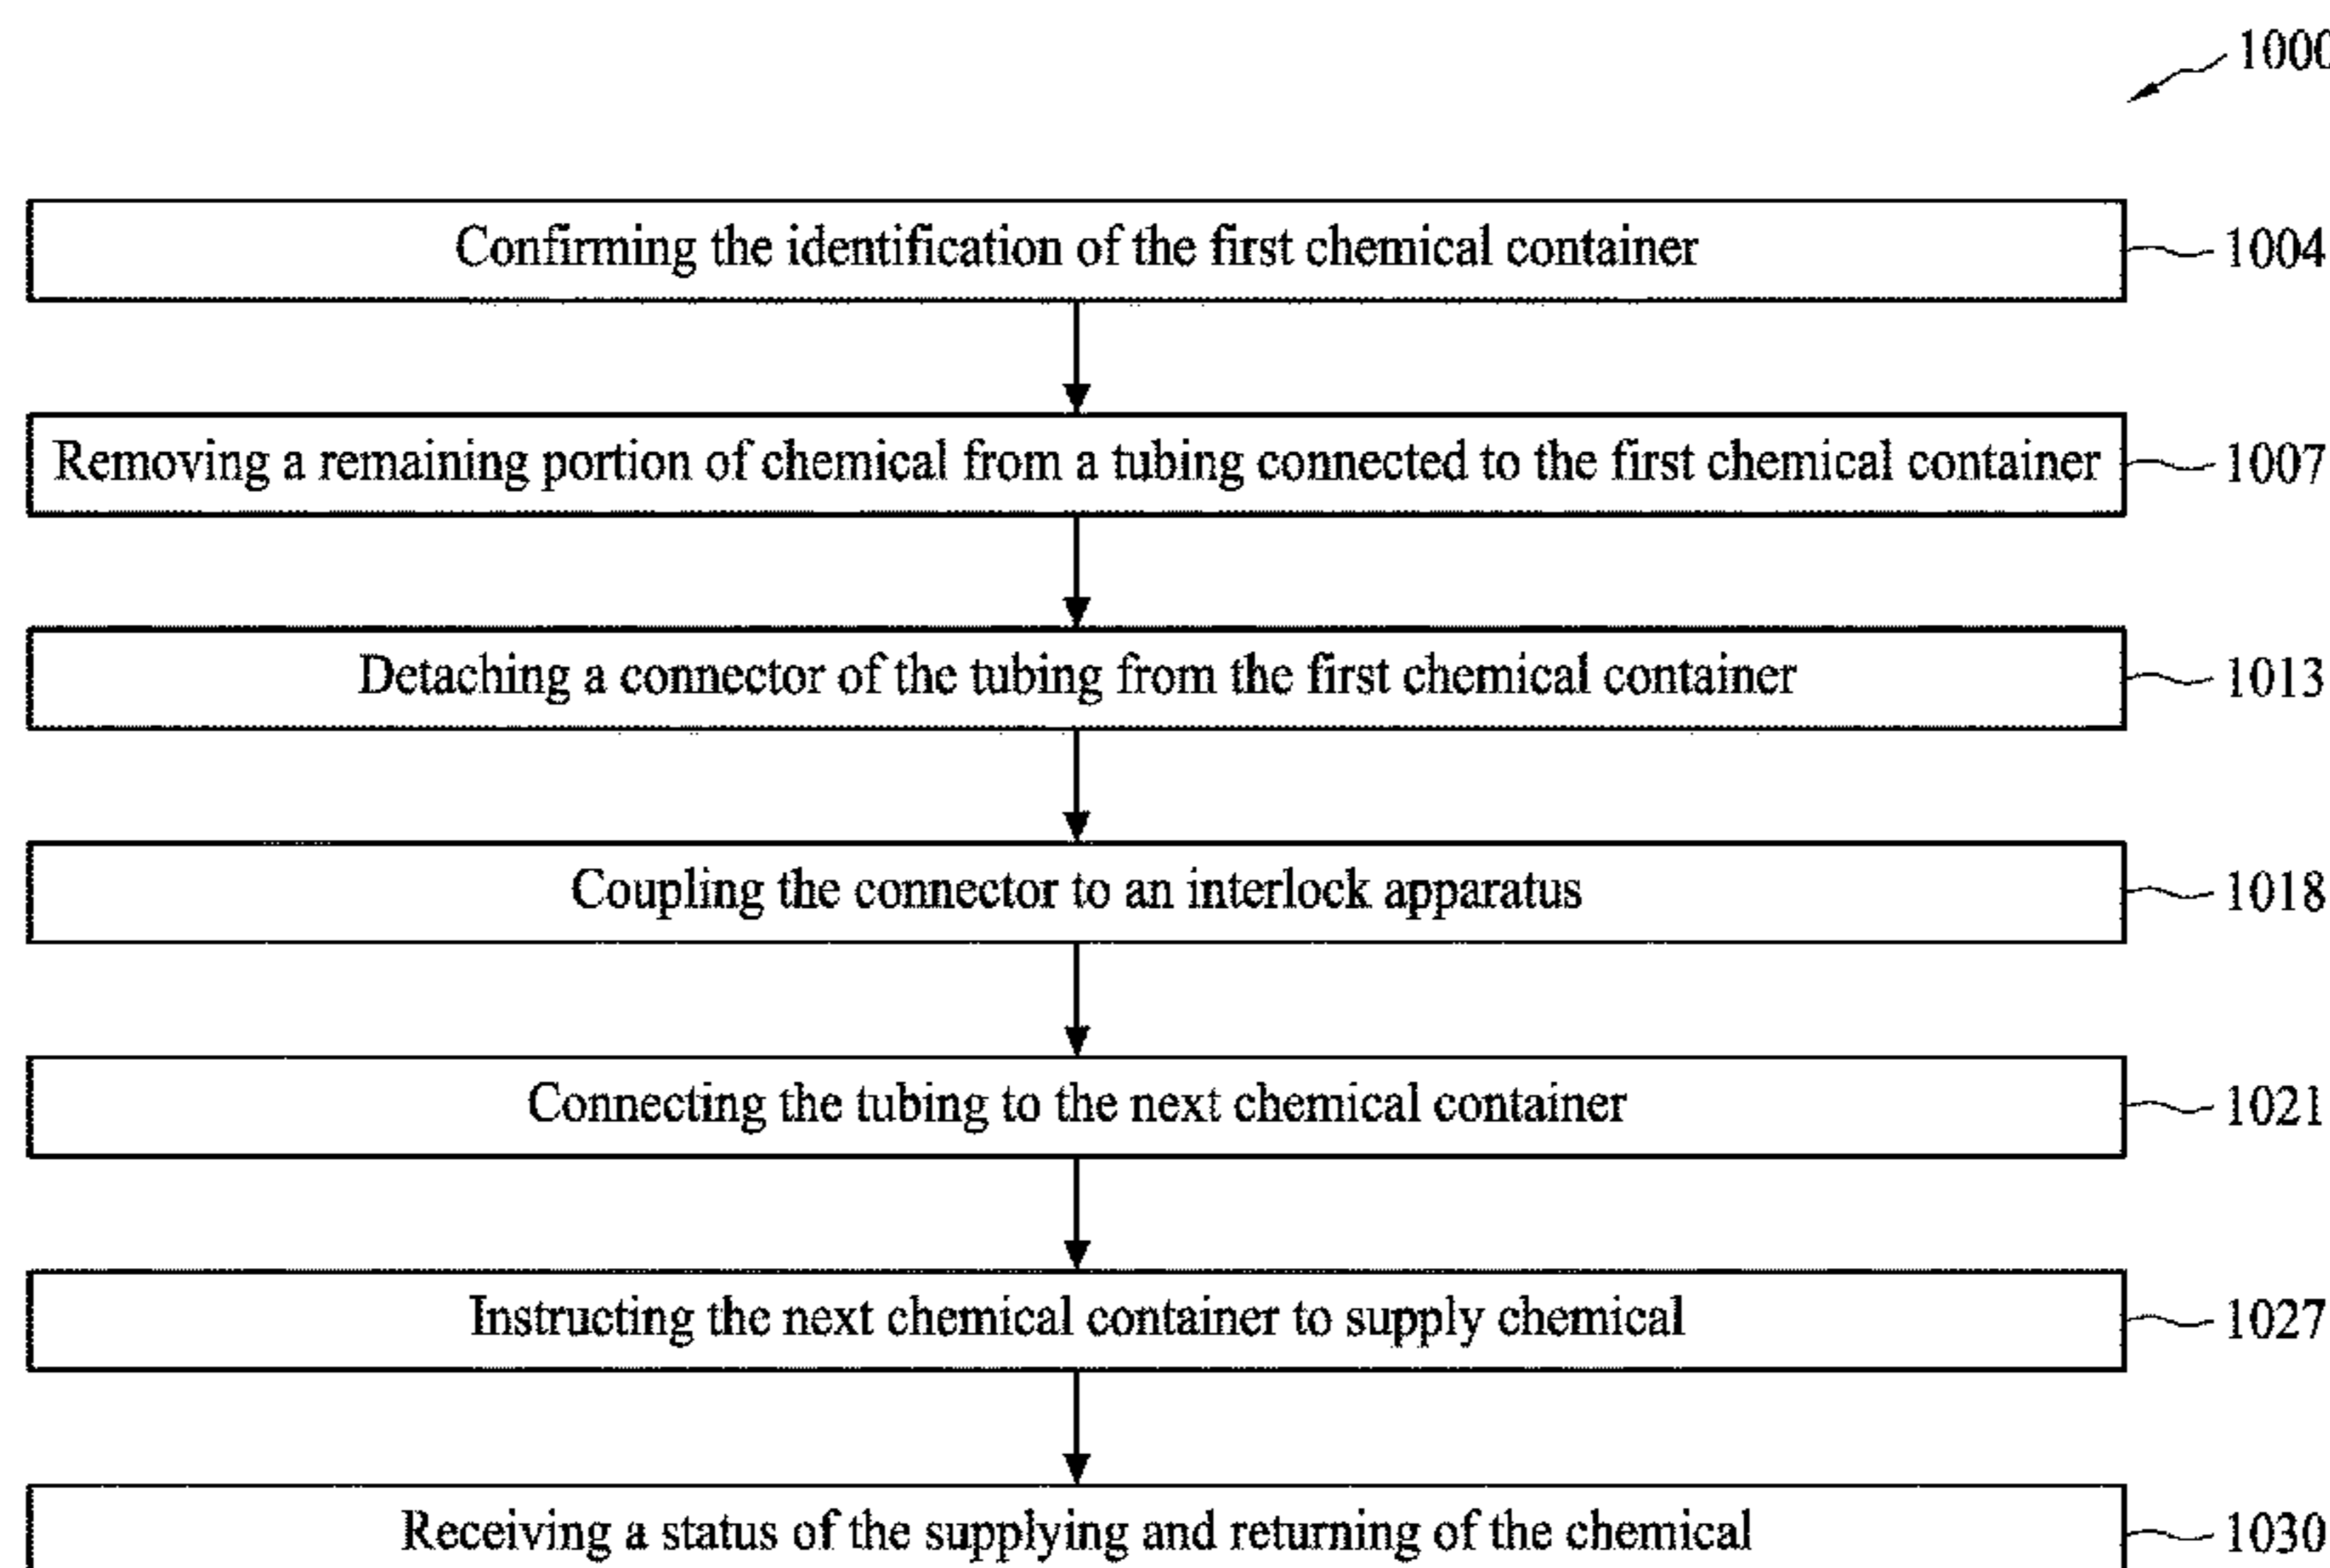 1000
Confirming the identification of the first chemical container 1004
Removing a remaining portion of chemical from a tubing connected to the first chemical container 1007
Detaching a connector of the tubing from the first chemical container 1013
Coupling the connector to an interlock apparatus 1018
Connecting the tubing to the next chemical container 1021
Instructing the next chemical container to supply chemical 1027
Receiving a status of the supplying and returning of the chemical 1030